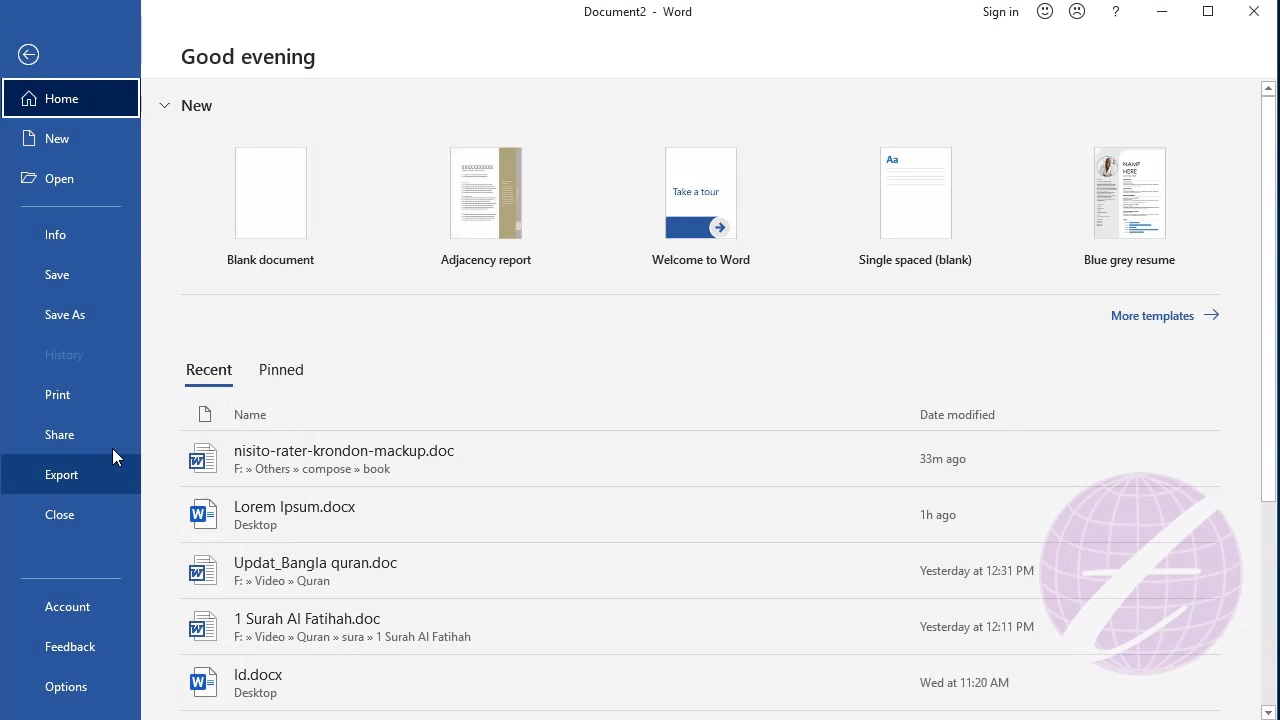 Document2 - Word
Sign in
?
Good evening
Home
New
Open
Info
Save
Save As
History
Print
Share
Export
Close
Account
Feedback
Options
New
Take a tour
Aa
NAME
HERE
Blank document
Adjacency report
Welcome to Word
Single spaced (blank)
Blue grey resume
More templates
Recent
Pinned
Name
Date modified
nisito-rater-krondon-mackup.doc
F: » Others » compose » book
33m ago
Lorem Ipsum.docx
Desktop
1h ago
Updat_Bangla quran.doc
F: » Video » Quran
Yesterday at 12:31 PM
1 Surah Al Fatihah.doc
F: » Video » Quran » sura » 1 Surah Al Fatihah
Yesterday at 12:11 PM
Id.docx
Desktop
Wed at 11:20 AM